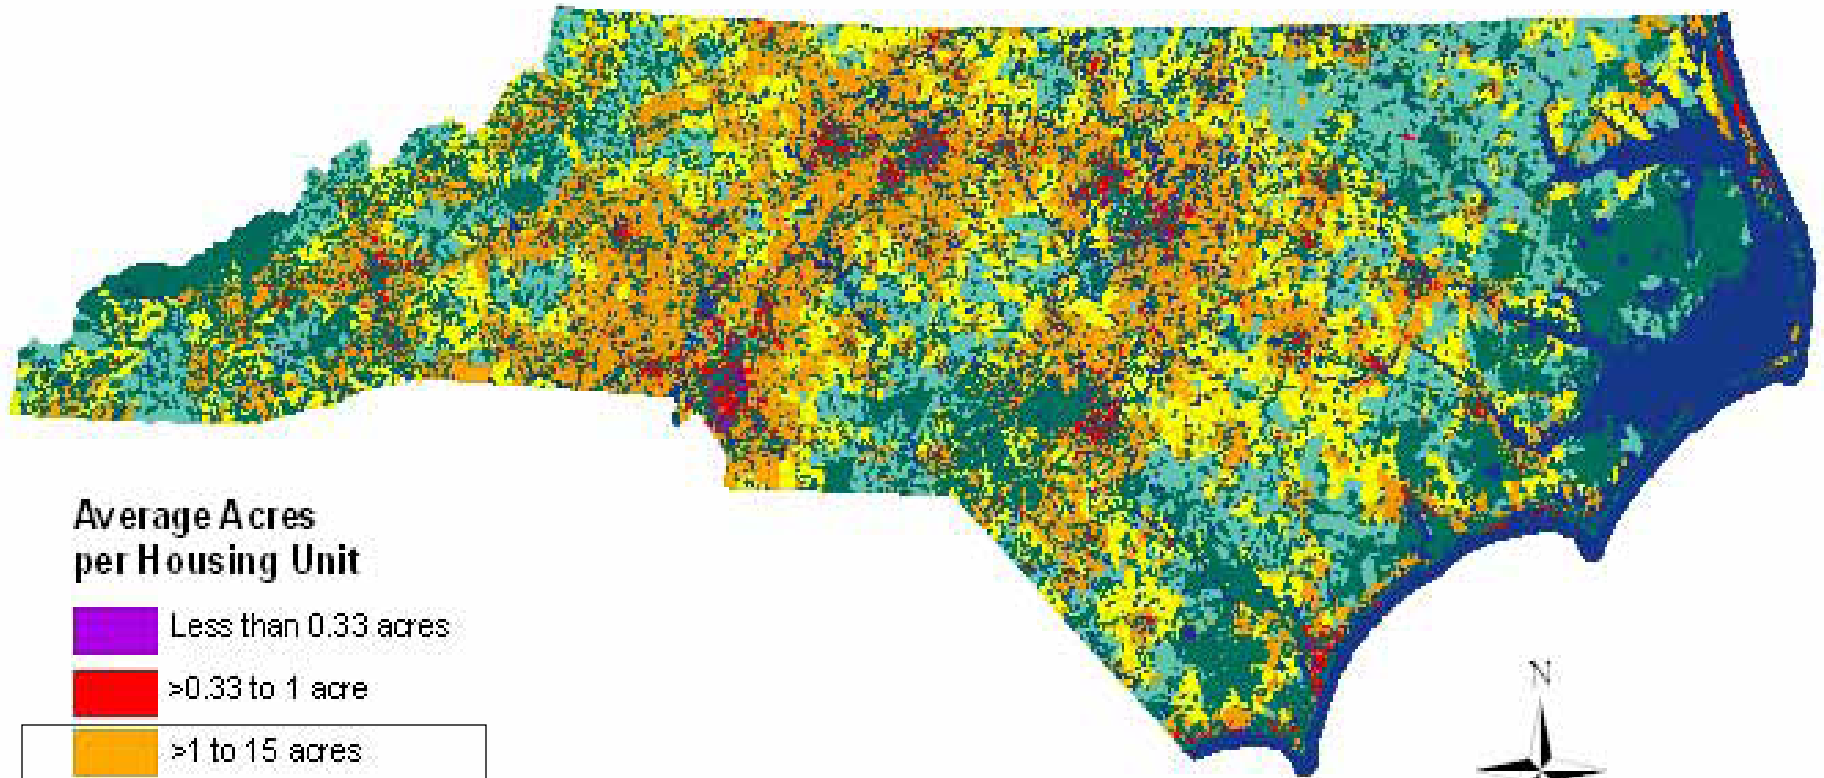 Average Acres
per Housing Unit
Less than 0.33 acres
>0.33 to 1 acre
>1 to 15 acres
N